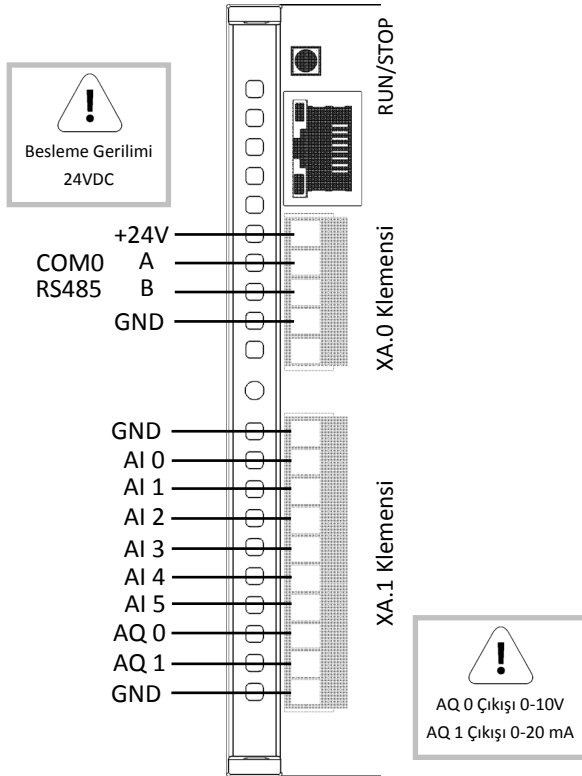 RUN/STOP
!
Besleme Gerilimi
24VDC
+24V
COM0 A
RS485 B
GND
XA.0 Klemensi
GND
AI 0
AI 1
AI 2
AI 3
AI 4
AI 5
AQ 0
AQ 1
GND
XA.1 Klemensi
!
AQ 0 Çıkışı 0-10V
AQ 1 Çıkışı 0-20 mA